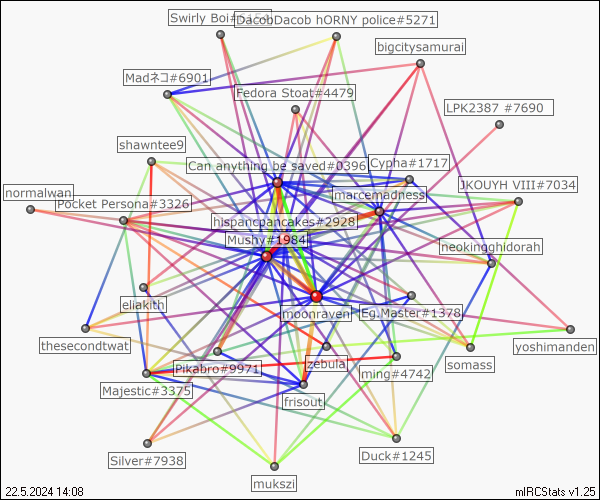 Swirly Boi#
DacobDacob hORNY police#5271
bigcitysamurai
Madネコ#6901
Fedora Stoat#4479
LPK2387 #7690
shawntee9
Can anything be saved#0396
Cypha#1717
normalwan
marcemadness
JKOUYH VIII#7034
Pocket Persona#3326
hispancpancakes#2928
Mushy#1984
neokingghidorah
eliakith
moonraven
Eg.Master#1378
thesecondtwat
yoshimanden
Pikabro#9971
zebula
ming#4742
somass
Majestic#3375
frisout
Silver#7938
Duck#1245
mukszi
22.5.2024 14:08
mIRCStats v1.25